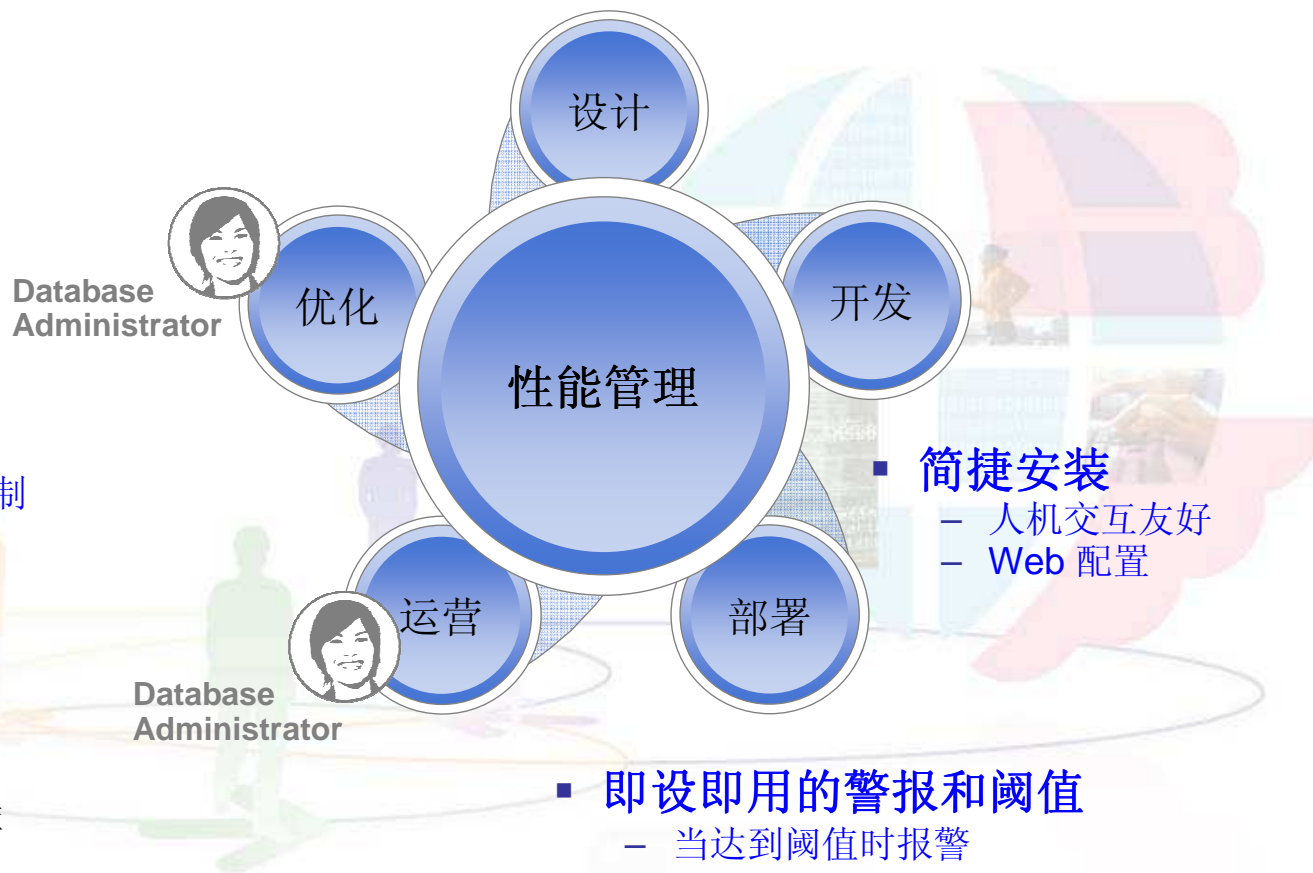 设计
Database
Administrator
优化
开发
性能管理
制
▪ 简捷安装
– 人机交互友好
– Web 配置
运营
部署
Database
Administrator
▪ 即设即用的警报和阈值
– 当达到阈值时报警